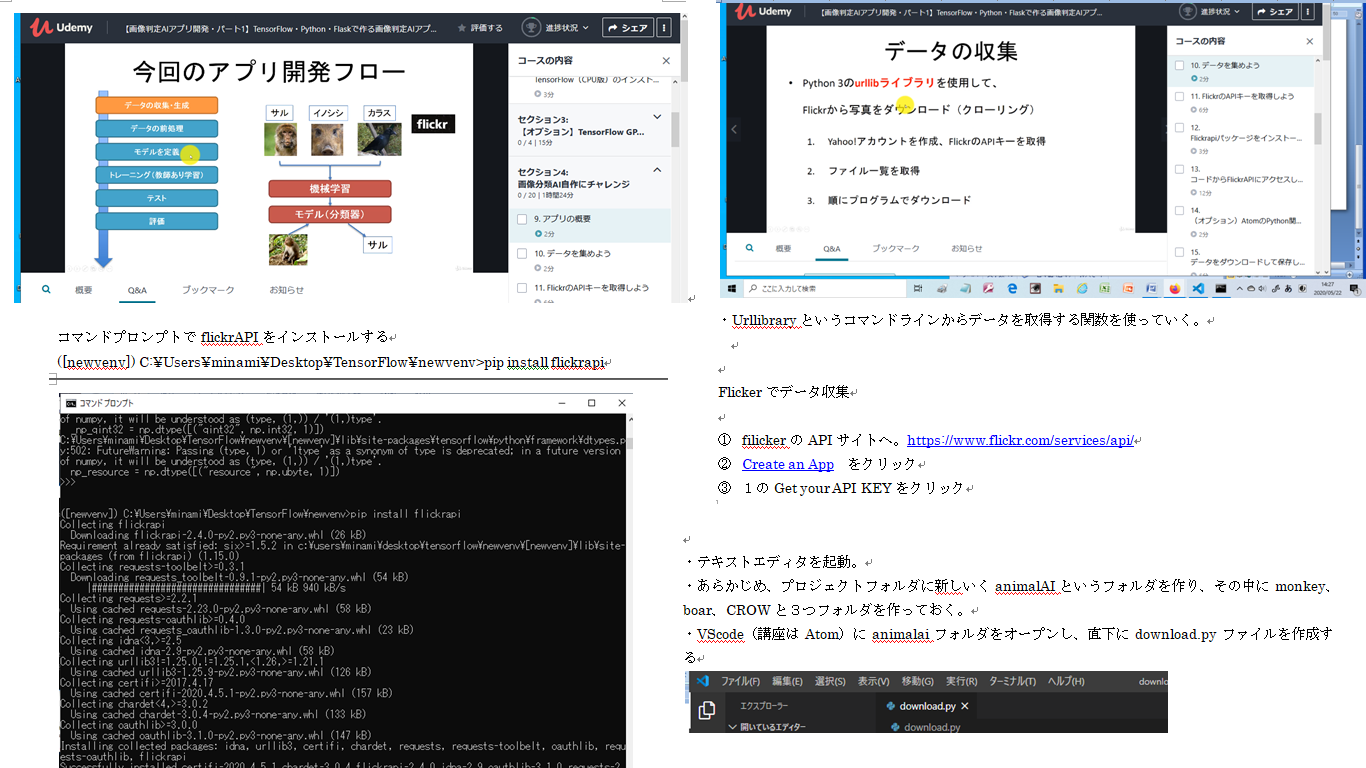 Udemy
【画像判定AIアプリ開発・パート1】TensorFlow・Python・Flaskで作る画像判定AIアプ...
評価する
進捗状況
シェア
今回のアプリ開発フロー
データの収集・生成
データの前処理
モデルを定義
トレーニング(教師あり学習)
テスト
評価
サル
イノシシ
カラス
flickr
機械学習
モデル(分類器)
サル
コースの内容
TensorFlow(CPU版)のインスト...
3分
セクション3:
【オプション】TensorFlow GP...
0 / 4 | 15分
セクション4:
画像分類AI自作にチャレンジ
0 / 20 | 1時間24分
9. アプリの概要
2分
10. データを集めよう
2分
11. FlickrのAPIキーを取得しよう
概要
Q&A
ブックマーク
お知らせ
コマンドプロンプトで flickrAPI をインストールする
([newvenv]) C:¥Users¥minami¥Desktop¥TensorFlow¥newvenv>pip install flickrapi
コマンドプロンプト
of numpy, it will be understood as (type, (1,)) / '(1,)type'.
_np_qint32 = np.dtype([("qint32", np.int32, 1)])
C:¥Users¥minami¥Desktop¥TensorFlow¥newvenv¥[newvenv]¥lib¥site-packages¥tensorflow¥python¥framework¥dtypes.p
y:502: FutureWarning: Passing (type, 1) or '1type' as a synonym of type is deprecated; in a future version
of numpy, it will be understood as (type, (1,)) / '(1,)type'.
np_resource = np.dtype([("resource", np.ubyte, 1)])
>>>
([newvenv]) C:¥Users¥minami¥Desktop¥TensorFlow¥newvenv>pip install flickrapi
Collecting flickrapi
Downloading flickrapi-2.4.0-py2.py3-none-any.whl (26 kB)
Requirement already satisfied: six>=1.5.2 in c:¥users¥minami¥desktop¥tensorflow¥newvenv¥[newvenv]¥lib¥site-
packages (from flickrapi) (1.15.0)
Collecting requests-toolbelt>=0.3.1
Downloading requests_toolbelt-0.9.1-py2.py3-none-any.whl (54 kB)
|################################| 54 kB 940 kB/s
Collecting requests>=2.2.1
Using cached requests-2.23.0-py2.py3-none-any.whl (58 kB)
Collecting requests-oauthlib>=0.4.0
Using cached requests_oauthlib-1.3.0-py2.py3-none-any.whl (23 kB)
Collecting idna<3,>=2.5
Using cached idna-2.9-py2.py3-none-any.whl (58 kB)
Collecting urllib3!=1.25.0,!=1.25.1,<1.26,>=1.21.1
Using cached urllib3-1.25.9-py2.py3-none-any.whl (126 kB)
Collecting certifi>=2017.4.17
Using cached certifi-2020.4.5.1-py2.py3-none-any.whl (157 kB)
Collecting chardet<4,>=3.0.2
Using cached chardet-3.0.4-py2.py3-none-any.whl (133 kB)
Collecting oauthlib>=3.0.0
Using cached oauthlib-3.1.0-py2.py3-none-any.whl (147 kB)
Installing collected packages: idna, urllib3, certifi, chardet, requests, requests-toolbelt, oauthlib, requ
ests-oauthlib, flickrapi
Successfully installed certifi-2020.4.5.1 chardet-3.0.4 flickrapi-2.4.0 idna-2.9 oauthlib-3.1.0 requests-2.
Udemy
【画像判定AIアプリ開発・パート1】TensorFlow・Python・Flaskで作る画像判定AIアプ...
進捗状況
シェア
データの収集
• Python 3のurllibライブラリを使用して、
Flickrから写真をダウンロード(クローリング)
1. Yahoo!アカウントを作成、FlickrのAPIキーを取得
2. ファイル一覧を取得
3. 順にプログラムでダウンロード
コースの内容
10. データを集めよう
2分
11. FlickrのAPIキーを取得しよう
6分
12.
Flickrapiパッケージをインストー...
3分
13.
コードからFlickrAPIにアクセスし...
12分
14.
(オプション)AtomのPython開...
2分
15.
データをダウンロードして保存し...
概要
Q&A
ブックマーク
お知らせ
ここに入力して検索
14:27
2020/05/22
・Urllibrary というコマンドラインからデータを取得する関数を使っていく。
Flicker でデータ収集
① filicker の API サイトへ。https://www.flickr.com/services/api/
② Create an App をクリック
③ 1の Get your API KEY をクリック
・テキストエディタを起動。
・あらかじめ、プロジェクトフォルダに新しいく animalAI というフォルダを作り、その中に monkey、
boar、CROW と3つフォルダを作っておく。
・VScode(講座は Atom)に animalai フォルダをオープンし、直下に download.py ファイルを作成す
る
ファイル(F) 編集(E) 選択(S) 表示(V) 移動(G) 実行(R) ターミナル(T) ヘルプ(H) downlo
エクスプローラー
download.py
開いているエディター
download.py